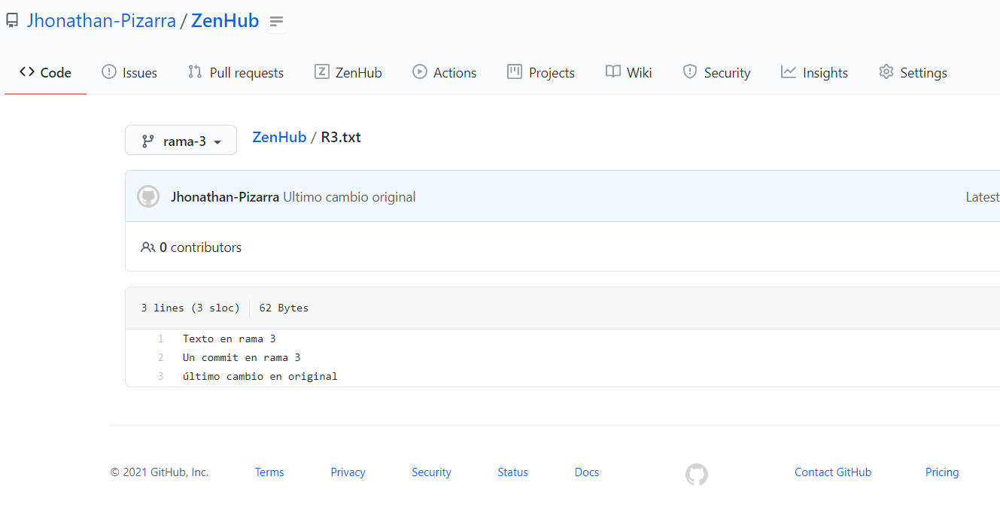 Jhonathan-Pizarra / ZenHub
Code Issues Pull requests ZenHub Actions Projects Wiki Security Insights Settings
rama-3 ZenHub / R3.txt
Jhonathan-Pizarra Ultimo cambio original Latest
0 contributors
3 lines (3 sloc) 62 Bytes
1 Texto en rama 3
2 Un commit en rama 3
3 último cambio en original
© 2021 GitHub, Inc. Terms Privacy Security Status Docs Contact GitHub Pricing